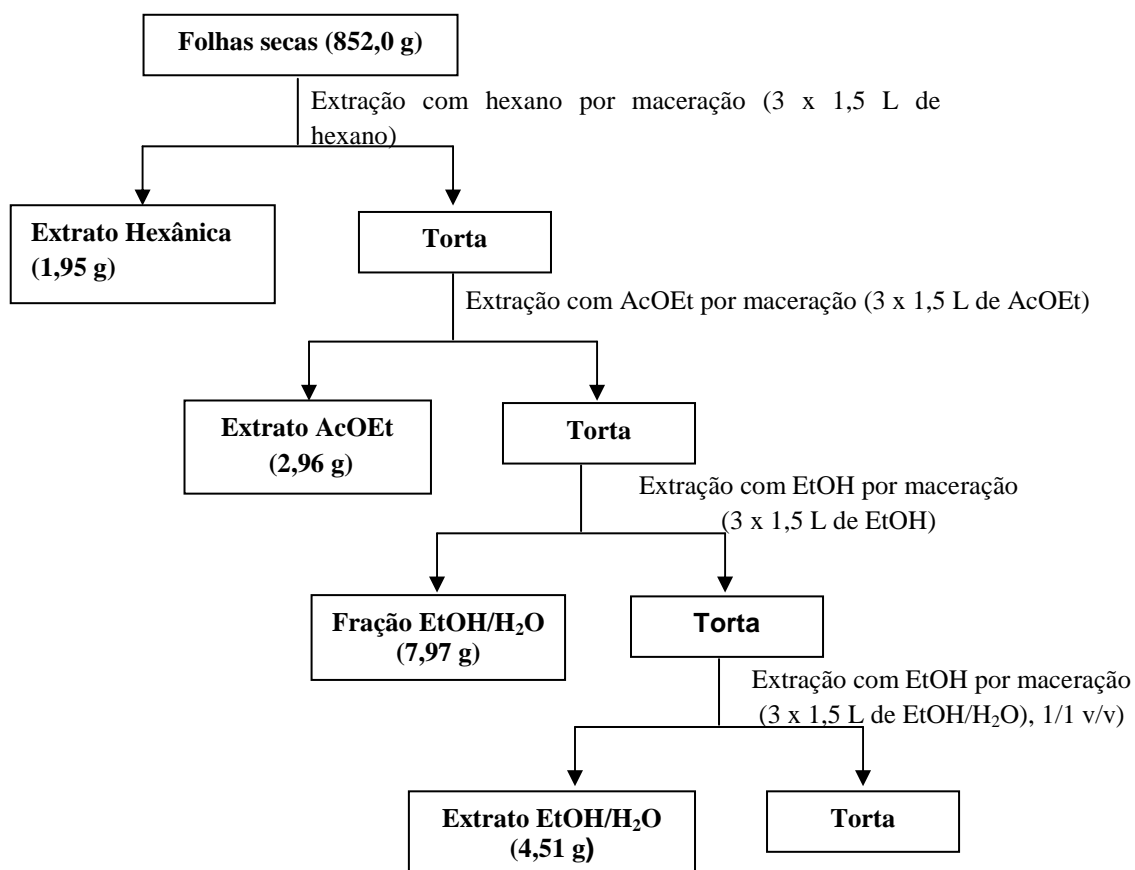 Folhas secas (852,0 g)
Extração com hexano por maceração (3 x 1,5 L de
hexano)
Extrato Hexânica
(1,95 g)
Torta
Extração com AcOEt por maceração (3 x 1,5 L de AcOEt)
Extrato AcOEt
(2,96 g)
Torta
Extração com EtOH por maceração
(3 x 1,5 L de EtOH)
Fração EtOH/H₂O
(7,97 g)
Torta
Extração com EtOH por maceração
(3 x 1,5 L de EtOH/H₂O), 1/1 v/v)
Extrato EtOH/H₂O
(4,51 g)
Torta